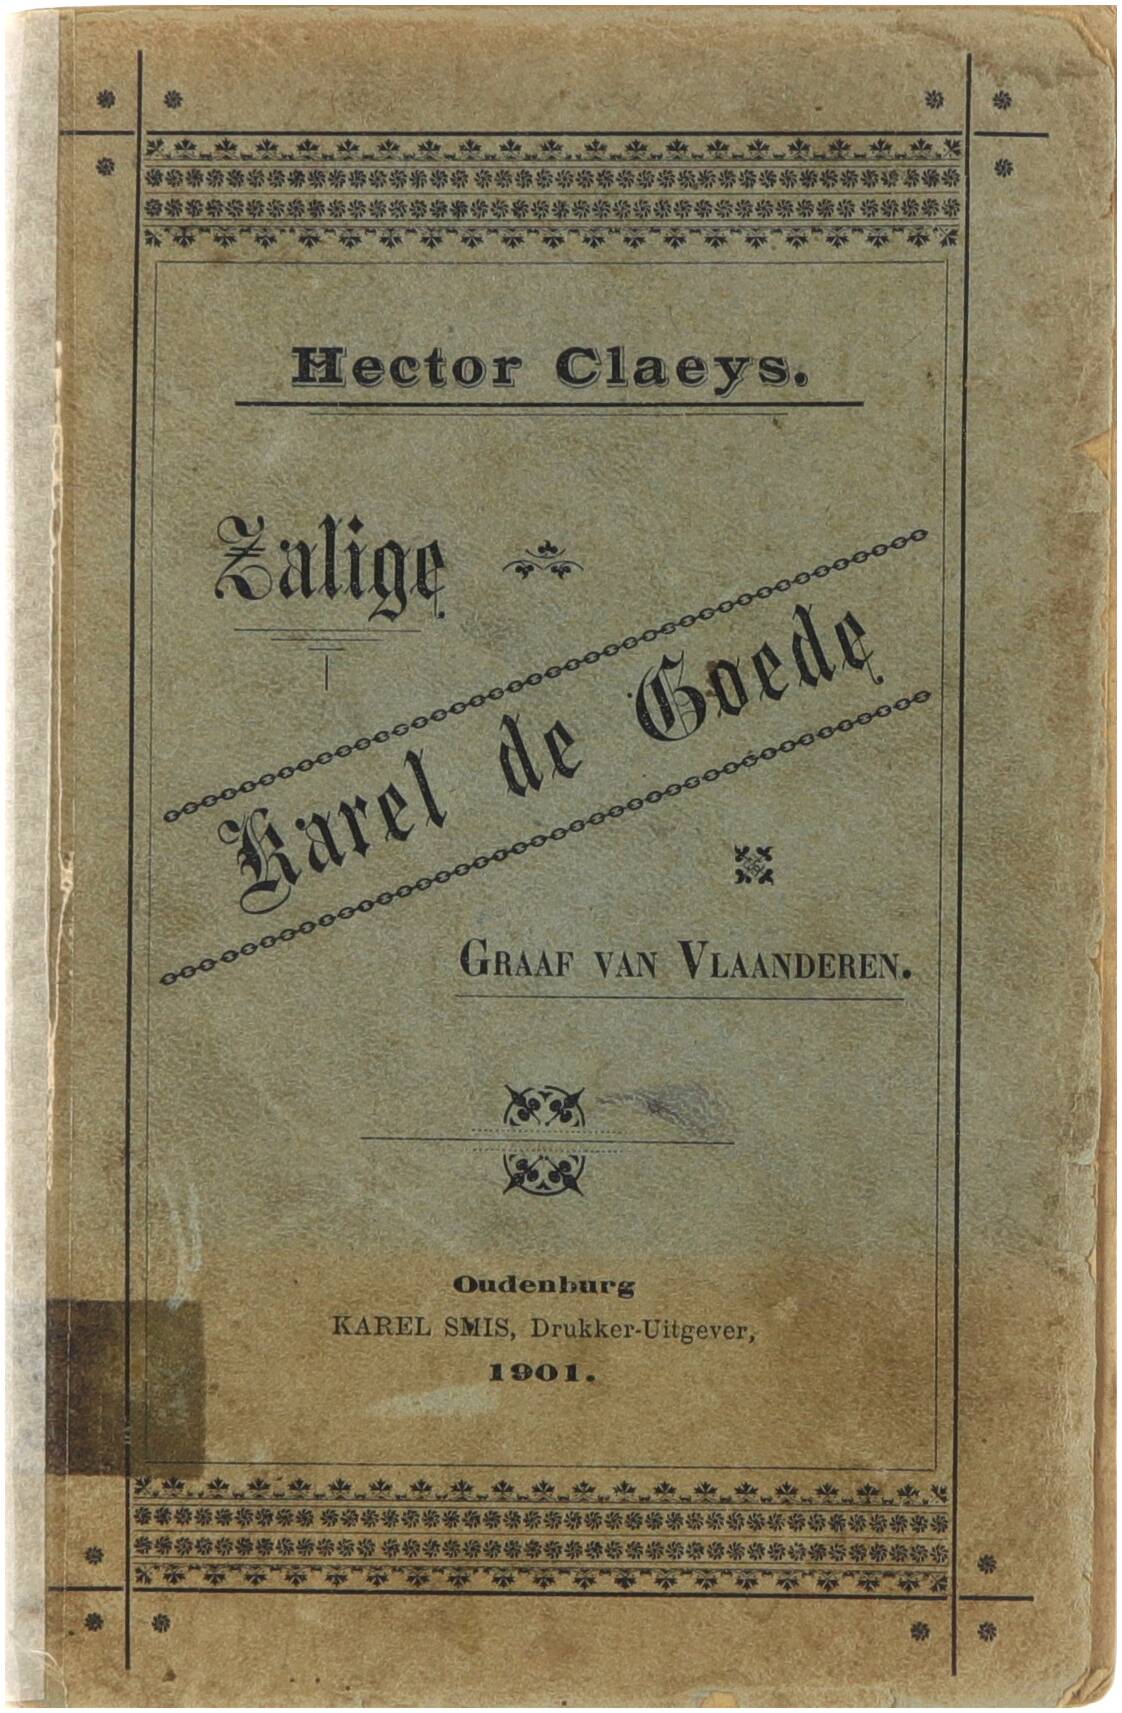 Hector Claeys.
Zalige
Karel de Goede
Graaf van Vlaanderen.
Oudenburg
KAREL SMIS, Drukker-Uitgever,
1901.